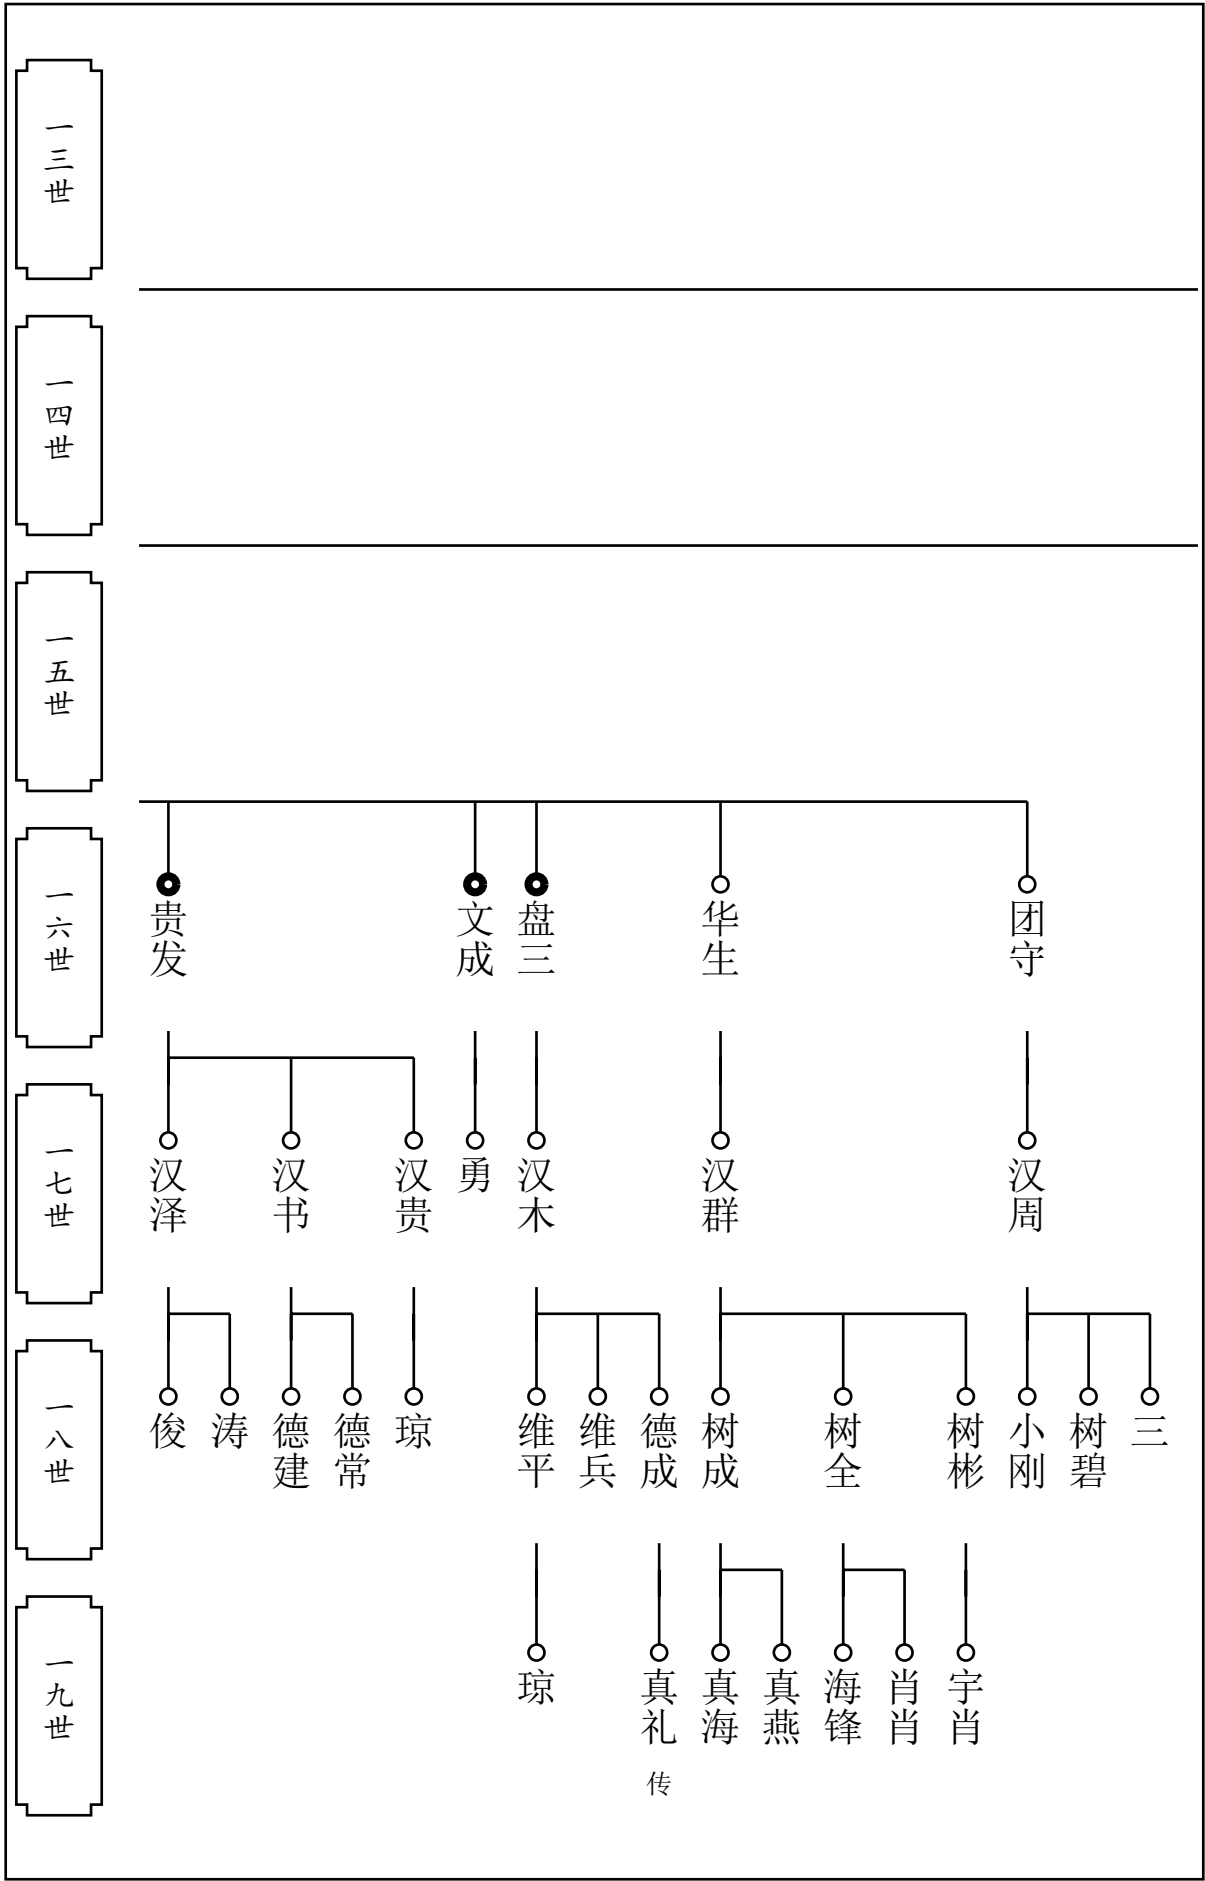 一三世
一四世
一五世
一六世
贵发
文成
盘三
华生
团守
一七世
汉泽
汉书
汉贵
勇
汉木
汉群
汉周
一八世
俊
涛
德建
德常
琼
维平
维兵
德成
树成
树全
树彬
小刚
树碧
三
一九世
琼
真礼
传
真海
真燕
海锋
肖肖
宇肖